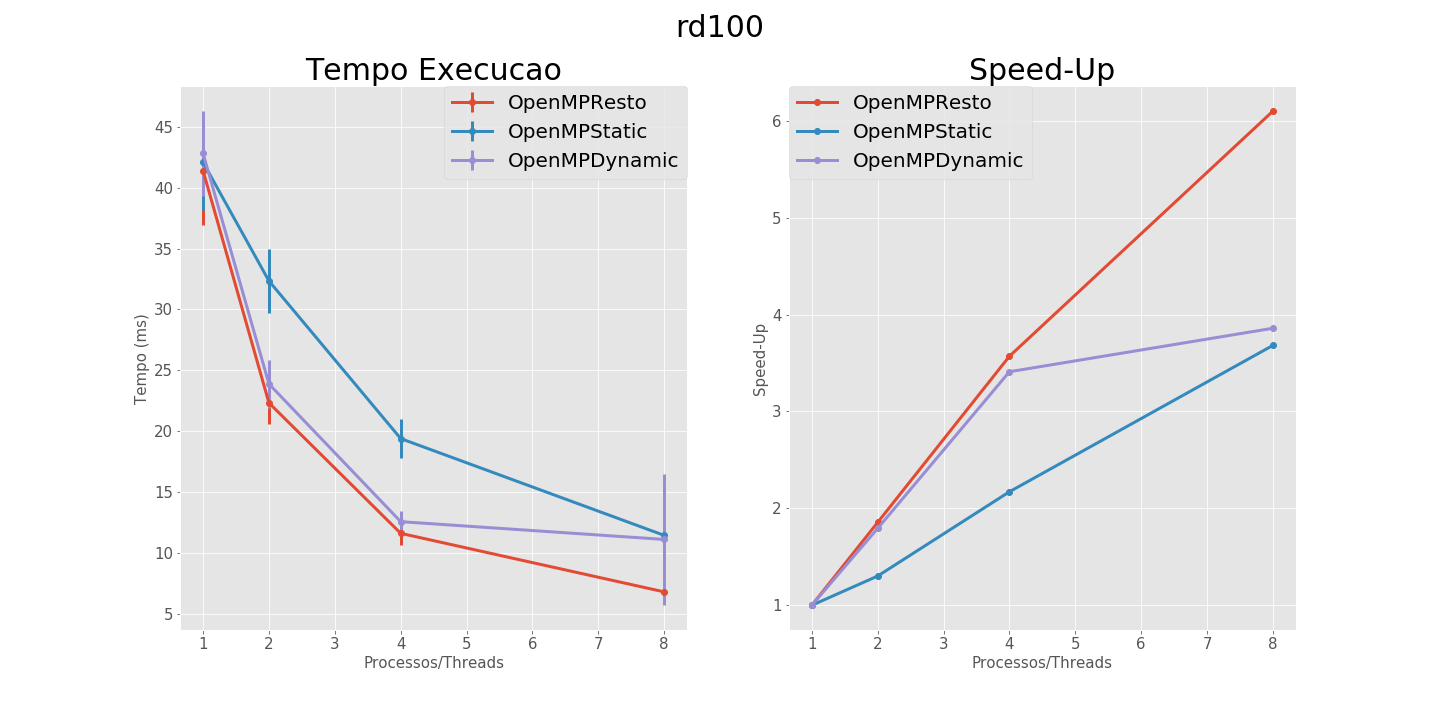 rd100
Tempo Execucao
OpenMPResto
OpenMPStatic
OpenMPDynamic
45
40
35
30
25
20
15
10
5
Tempo (ms)
1 2 3 4 5 6 7 8
Processos/Threads
Speed-Up
OpenMPResto
OpenMPStatic
OpenMPDynamic
6
5
4
3
2
1
Speed-Up
1 2 3 4 5 6 7 8
Processos/Threads